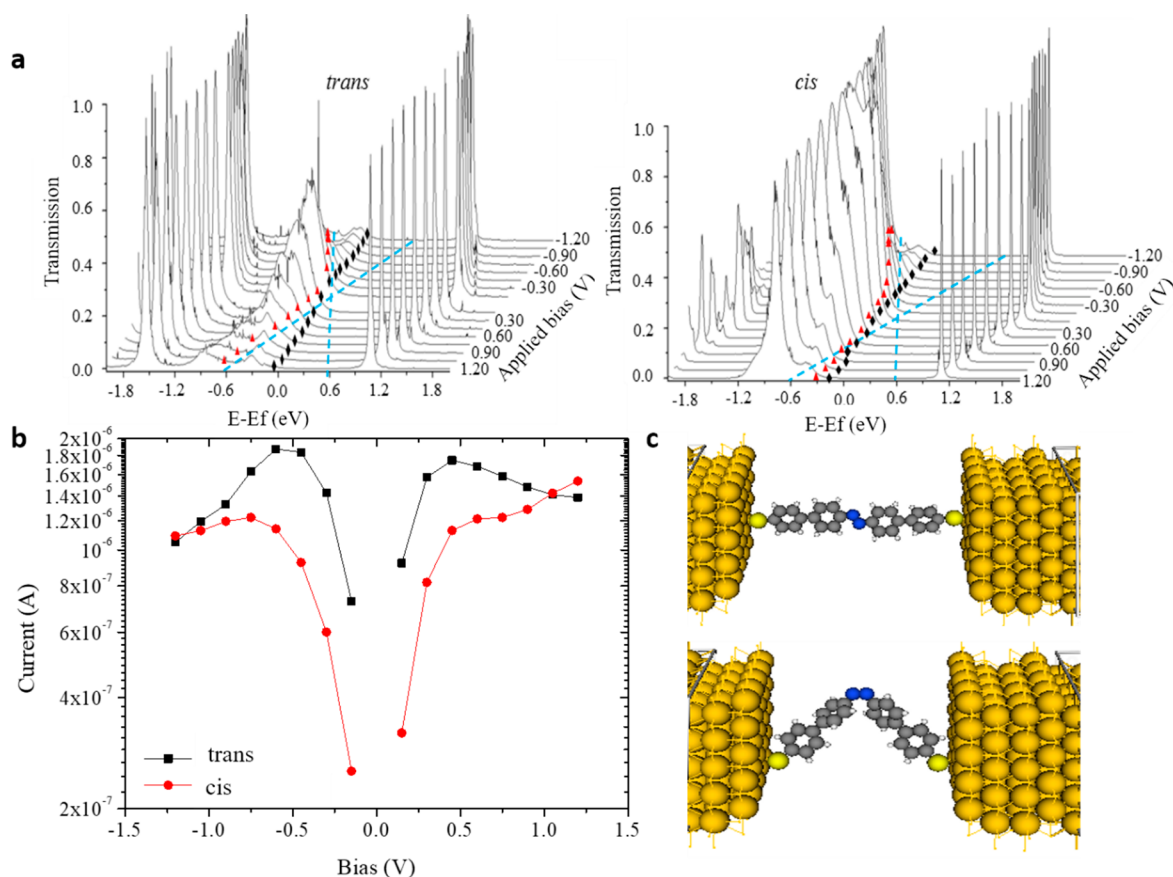 a
trans
Transmission
1.0
0.8
0.6
0.4
0.2
0.0
-1.8 -1.2 -0.6 0.0 0.6 1.2 1.8
E-Ef (eV)
-1.20
-0.90
-0.60
-0.30
0.30
0.60
0.90
1.20
Applied bias (V)
cis
Transmission
1.0
0.8
0.6
0.4
0.2
0.0
-1.8 -1.2 -0.6 0.0 0.6 1.2 1.8
E-Ef (eV)
-1.20
-0.90
-0.60
-0.30
0.30
0.60
0.90
1.20
Applied bias (V)
b
Current (A)
2x10⁻⁶
1.8x10⁻⁶
1.6x10⁻⁶
1.4x10⁻⁶
1.2x10⁻⁶
10⁻⁶
8x10⁻⁷
6x10⁻⁷
4x10⁻⁷
2x10⁻⁷
trans
cis
-1.5 -1.0 -0.5 0.0 0.5 1.0 1.5
Bias (V)
c